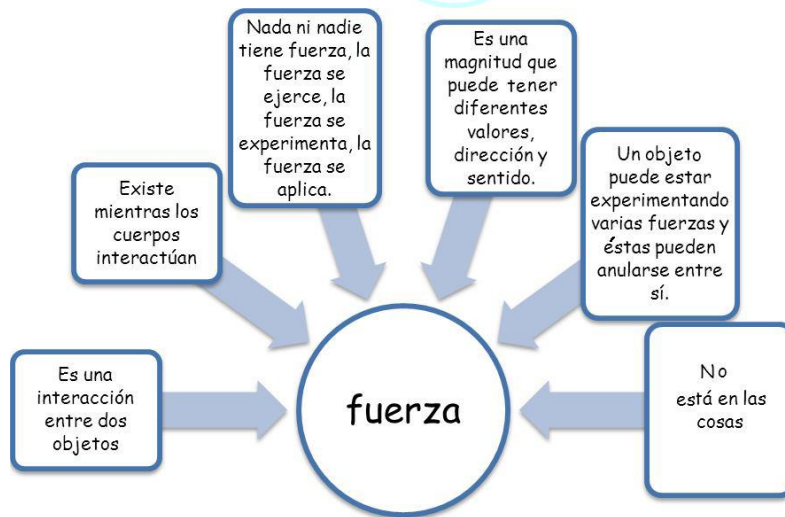 Es una
interacción
entre dos
objetos
Existe
mientras los
cuerpos
interactúan
Nada ni nadie
tiene fuerza, la
fuerza se
ejerce, la
fuerza se
experimenta, la
fuerza se
aplica.
Es una
magnitud que
puede tener
diferentes
valores,
dirección y
sentido.
Un objeto
puede estar
experimentando
varias fuerzas y
éstas pueden
anularse entre
sí.
No
está en las
cosas
fuerza